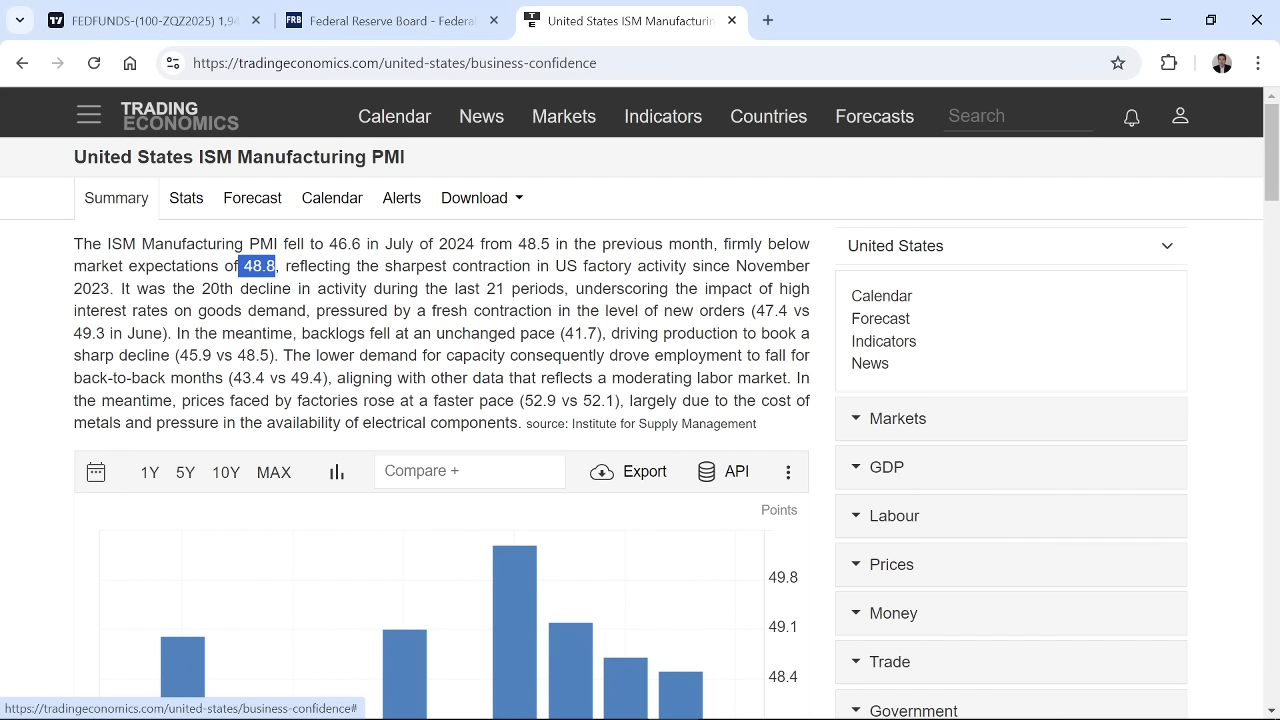 FEDFUNDS-(100-ZQZ2025) 1,94
FRB Federal Reserve Board - Federal
TE United States ISM Manufacturin
https://tradingeconomics.com/united-states/business-confidence
TRADING
ECONOMICS
Calendar News Markets Indicators Countries Forecasts Search
United States ISM Manufacturing PMI
Summary Stats Forecast Calendar Alerts Download
The ISM Manufacturing PMI fell to 46.6 in July of 2024 from 48.5 in the previous month, firmly below
market expectations of 48.8, reflecting the sharpest contraction in US factory activity since November
2023. It was the 20th decline in activity during the last 21 periods, underscoring the impact of high
interest rates on goods demand, pressured by a fresh contraction in the level of new orders (47.4 vs
49.3 in June). In the meantime, backlogs fell at an unchanged pace (41.7), driving production to book a
sharp decline (45.9 vs 48.5). The lower demand for capacity consequently drove employment to fall for
back-to-back months (43.4 vs 49.4), aligning with other data that reflects a moderating labor market. In
the meantime, prices faced by factories rose at a faster pace (52.9 vs 52.1), largely due to the cost of
metals and pressure in the availability of electrical components. source: Institute for Supply Management
1Y 5Y 10Y MAX Compare + Export API
Points
49.8
49.1
48.4
United States
Calendar
Forecast
Indicators
News
Markets
GDP
Labour
Prices
Money
Trade
Government
https://tradingeconomics.com/united-states/business-confidence#